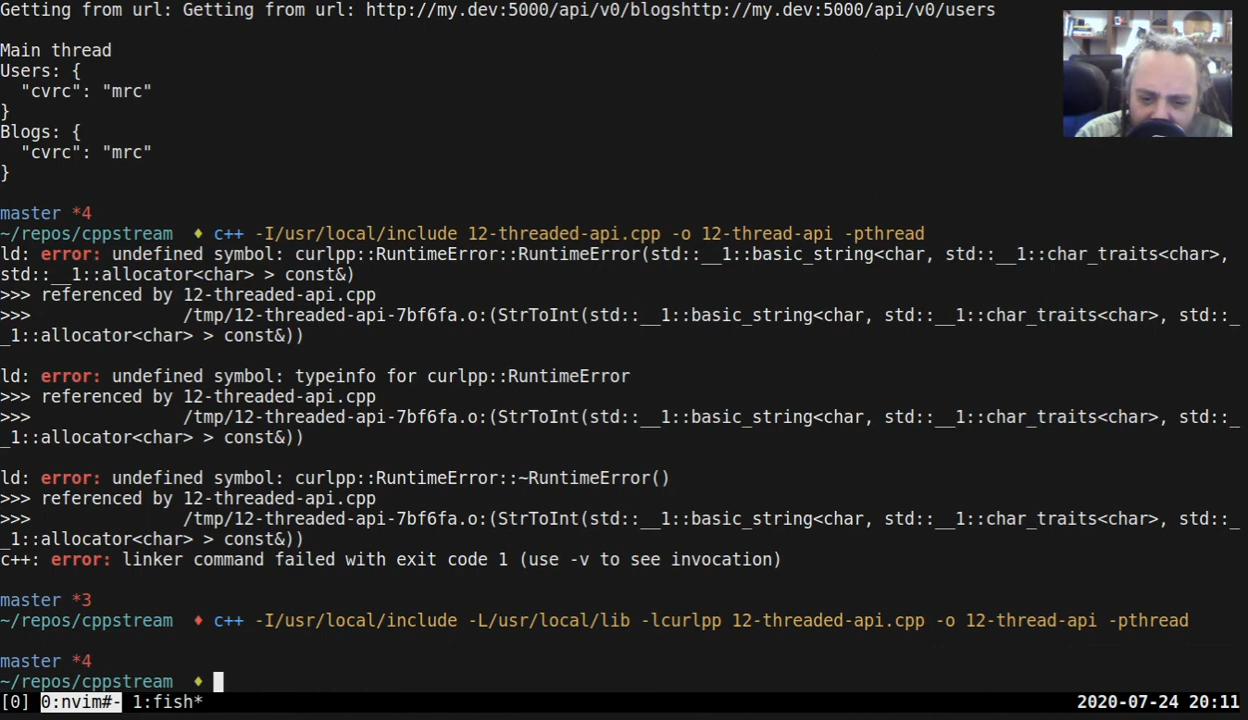 Getting from url: Getting from url: http://my.dev:5000/api/v0/blogshttp://my.dev:5000/api/v0/users
Main thread
Users: {
  "cvrc": "mrc"
}
Blogs: {
  "cvrc": "mrc"
}
master *4
~/repos/cppstream ♦ c++ -I/usr/local/include 12-threaded-api.cpp -o 12-thread-api -pthread
ld: error: undefined symbol: curlpp::RuntimeError::RuntimeError(std::__1::basic_string<char, std::__1::char_traits<char>,
std::__1::allocator<char> > const&)
>>> referenced by 12-threaded-api.cpp
>>>               /tmp/12-threaded-api-7bf6fa.o:(StrToInt(std::__1::basic_string<char, std::__1::char_traits<char>, std::_
_1::allocator<char> > const&))
ld: error: undefined symbol: typeinfo for curlpp::RuntimeError
>>> referenced by 12-threaded-api.cpp
>>>               /tmp/12-threaded-api-7bf6fa.o:(StrToInt(std::__1::basic_string<char, std::__1::char_traits<char>, std::_
_1::allocator<char> > const&))
ld: error: undefined symbol: curlpp::RuntimeError::~RuntimeError()
>>> referenced by 12-threaded-api.cpp
>>>               /tmp/12-threaded-api-7bf6fa.o:(StrToInt(std::__1::basic_string<char, std::__1::char_traits<char>, std::_
_1::allocator<char> > const&))
c++: error: linker command failed with exit code 1 (use -v to see invocation)
master *3
~/repos/cppstream ♦ c++ -I/usr/local/include -L/usr/local/lib -lcurlpp 12-threaded-api.cpp -o 12-thread-api -pthread
master *4
~/repos/cppstream ♦
[0] 0:nvim#- 1:fish* 2020-07-24 20:11